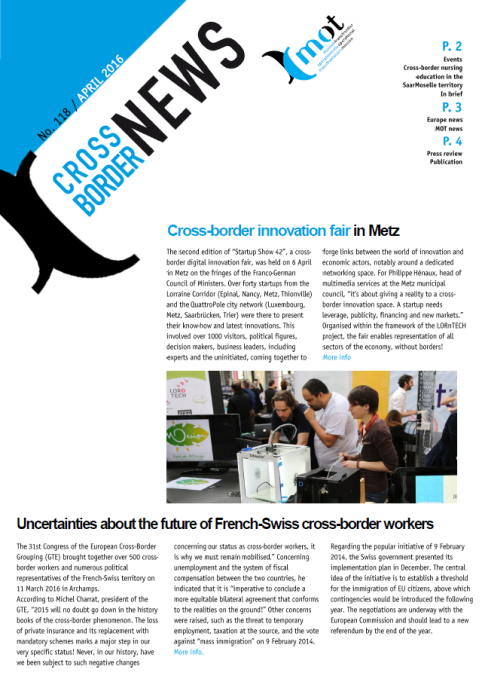 No. 118 / APRIL 2016
CROSS
BORDER
NEWS
mot
P. 2
Events
Cross-border nursing
education in the
SaarMoselle territory
In brief
P. 3
Europe news
MOT news
P. 4
Press review
Publication
Cross-border innovation fair in Metz
The second edition of "Startup Show 42", a cross-
border digital innovation fair, was held on 6 April
in Metz on the fringes of the Franco-German
Council of Ministers. Over forty startups from the
Lorraine Corridor (Epinal, Nancy, Metz, Thionville)
and the QuattroPole city network (Luxembourg,
Metz, Saarbrücken, Trier) were there to present
their know-how and latest innovations. This
involved over 1000 visitors, political figures,
decision makers, business leaders, including
experts and the uninitiated, coming together to
forge links between the world of innovation and
economic actors, notably around a dedicated
networking space. For Philippe Hénaux, head of
multimedia services at the Metz municipal
council, "it's about giving a reality to a cross-
border innovation space. A startup needs
leverage, publicity, financing and new markets."
Organised within the framework of the LORnTECH
project, the fair enables representation of all
sectors of the economy, without borders!
More info
LOR
TECH
Design
Uncertainties about the future of French-Swiss cross-border workers
The 31st Congress of the European Cross-Border
Grouping (GTE) brought together over 500 cross-
border workers and numerous political
representatives of the French-Swiss territory on
11 March 2016 in Archamps.
According to Michel Charrat, president of the
GTE, "2015 will no doubt go down in the history
books of the cross-border phenomenon. The loss
of private insurance and its replacement with
mandatory schemes marks a major step in our
very specific status! Never, in our history, have
we been subject to such negative changes
concerning our status as cross-border workers, it
is why we must remain mobilised." Concerning
unemployment and the system of fiscal
compensation between the two countries, he
indicated that it is "imperative to conclude a
more equitable bilateral agreement that conforms
to the realities on the ground!" Other concerns
were raised, such as the threat to temporary
employment, taxation at the source, and the vote
against "mass immigration" on 9 February 2014.
More info.
Regarding the popular initiative of 9 February
2014, the Swiss government presented its
implementation plan in December. The central
idea of the initiative is to establish a threshold
for the immigration of EU citizens, above which
contingencies would be introduced the following
year. The negotiations are underway with the
European Commission and should lead to a new
referendum by the end of the year.